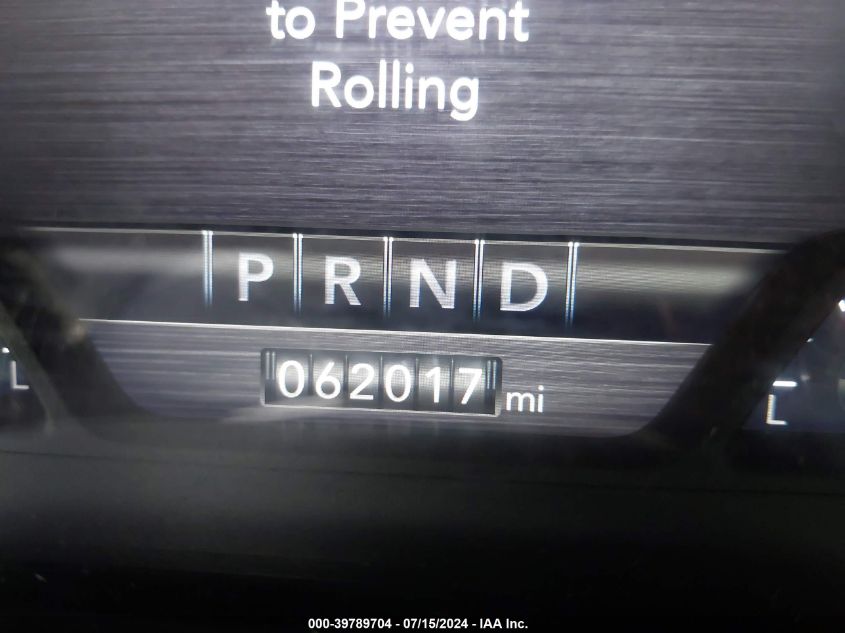 to Prevent
Rolling
P R N D
062017 mi
L
L
000-39789704 - 07/15/2024 - IAA Inc.